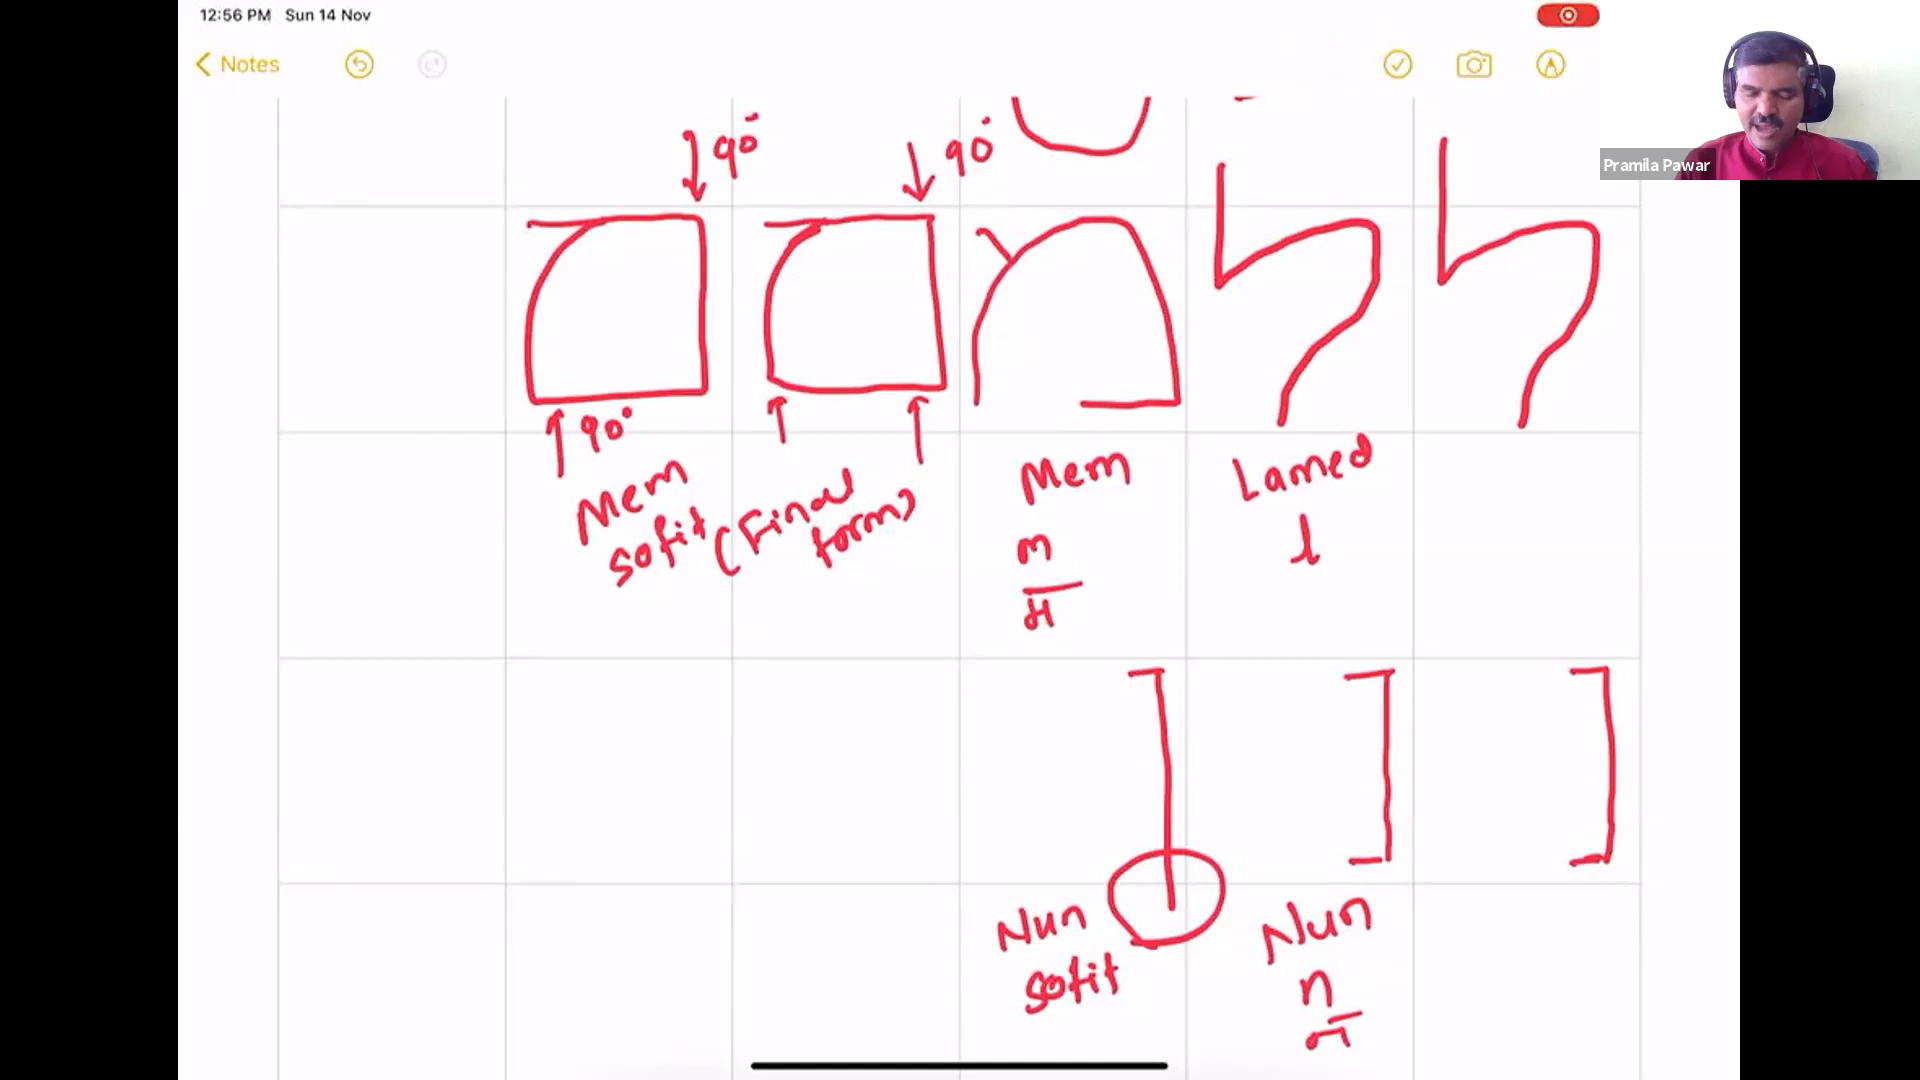 12:56 PM Sun 14 Nov
Notes
Pramila Pawar
90° 90°
ם ם מ ל ל
90°
Mem sofit (Final form)
Mem
m
म
Lamed
l
ן נ נ
Nun sofit
Nun
n
न